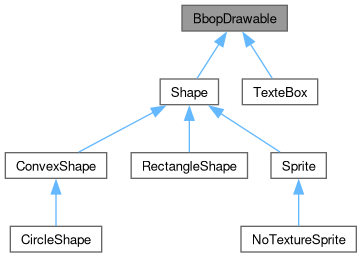 BbopDrawable
Shape
TexteBox
ConvexShape
RectangleShape
Sprite
CircleShape
NoTextureSprite